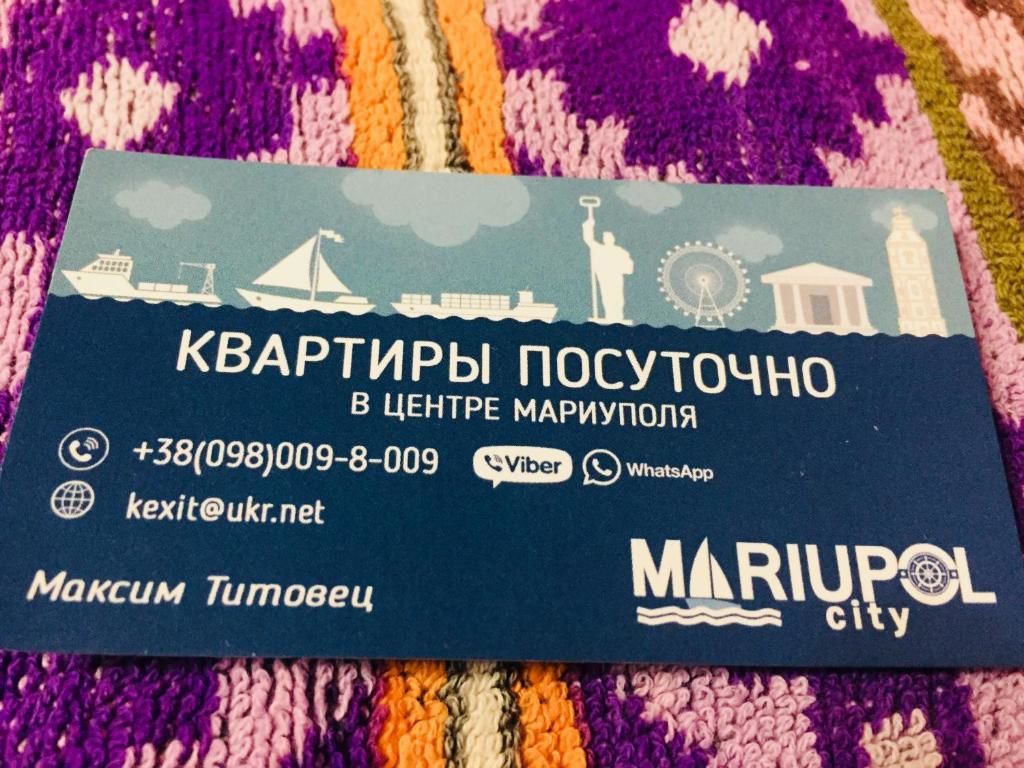 КВАРТИРЫ ПОСУТОЧНО
В ЦЕНТРЕ МАРИУПОЛЯ
+38(098)009-8-009 Viber WhatsApp
kexit@ukr.net
Максим Титовец
MARIUPOL
city